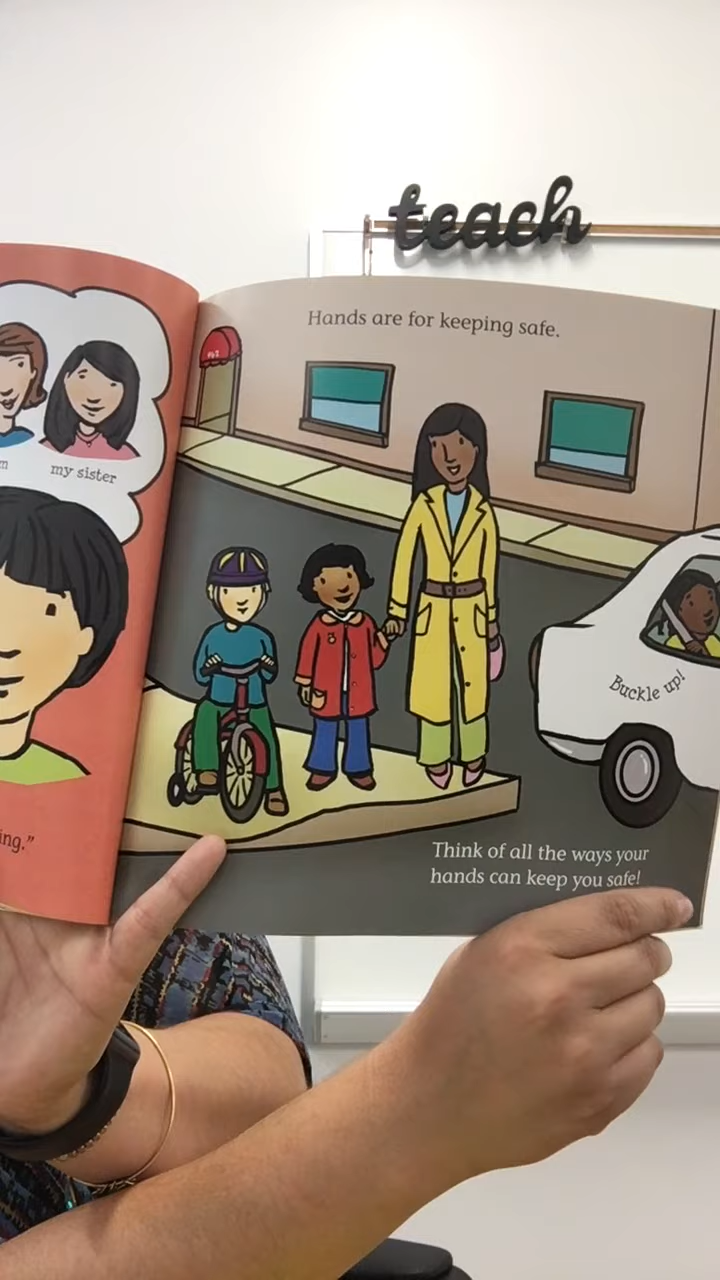 teach
Hands are for keeping safe.
my sister
Buckle up!
ing."
Think of all the ways your
hands can keep you safe!